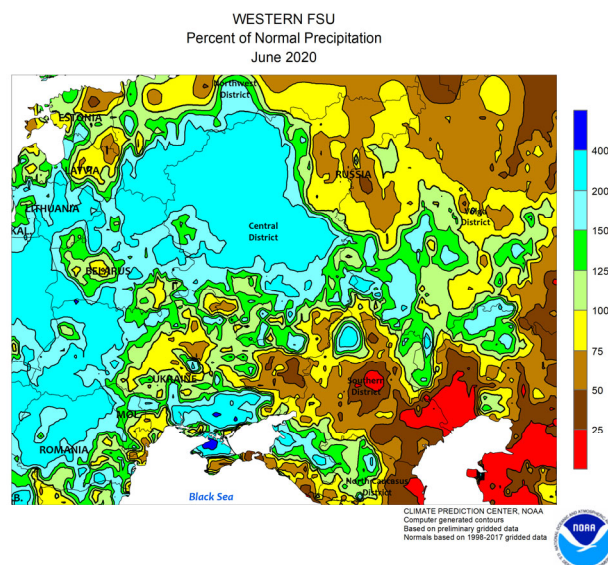 WESTERN FSU
Percent of Normal Precipitation
June 2020
Northwest
District
ESTONIA
LATVIA
RUSSIA
LITHUANIA
KAL
Volga
District
Central
District
BELARUS
UKRAINE
Southern
District
MOL
ROMANIA
North Caucasus
District
Black Sea
B.
400
200
150
125
100
75
50
25
CLIMATE PREDICTION CENTER, NOAA
Computer generated contours
Based on preliminary gridded data
Normals based on 1998-2017 gridded data
NOAA